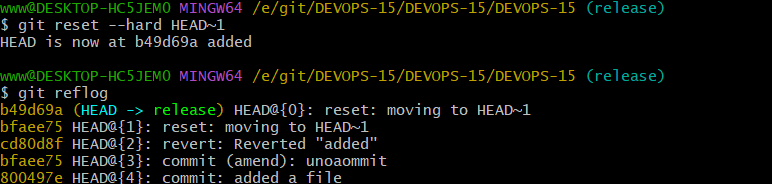 www@DESKTOP-HC5JEM0 MINGW64 /e/git/DEVOPS-15/DEVOPS-15/DEVOPS-15 (release)
$ git reset --hard HEAD~1
HEAD is now at b49d69a added
www@DESKTOP-HC5JEM0 MINGW64 /e/git/DEVOPS-15/DEVOPS-15/DEVOPS-15 (release)
$ git reflog
b49d69a (HEAD -> release) HEAD@{0}: reset: moving to HEAD~1
bfaee75 HEAD@{1}: reset: moving to HEAD~1
cd80d8f HEAD@{2}: revert: Reverted "added"
bfaee75 HEAD@{3}: commit (amend): unoaommit
800497e HEAD@{4}: commit: added a file